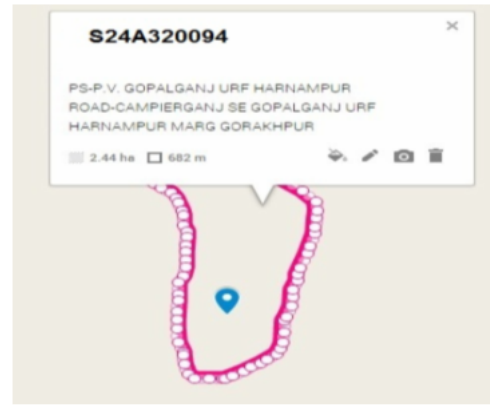 S24A320094
PS-P.V. GOPALGANJ URF HARNAMPUR
ROAD-CAMPIERGANJ SE GOPALGANJ URF
HARNAMPUR MARG GORAKHPUR
2.44 ha 682 m